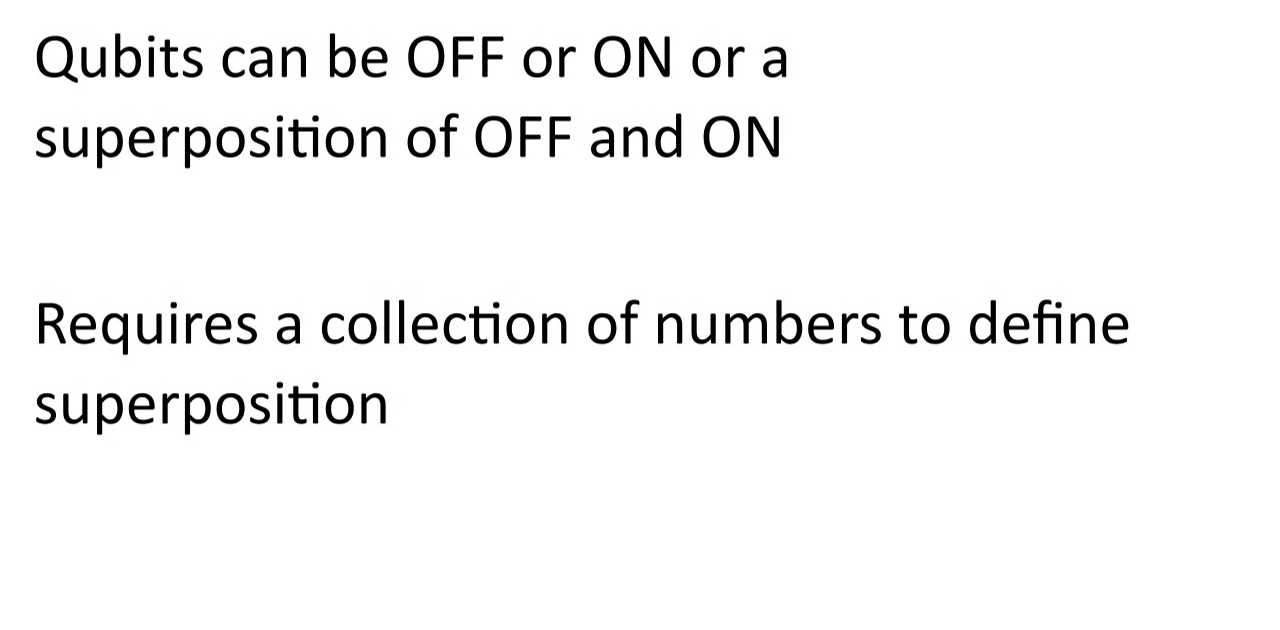 Qubits can be OFF or ON or a
superposition of OFF and ON
Requires a collection of numbers to define
superposition